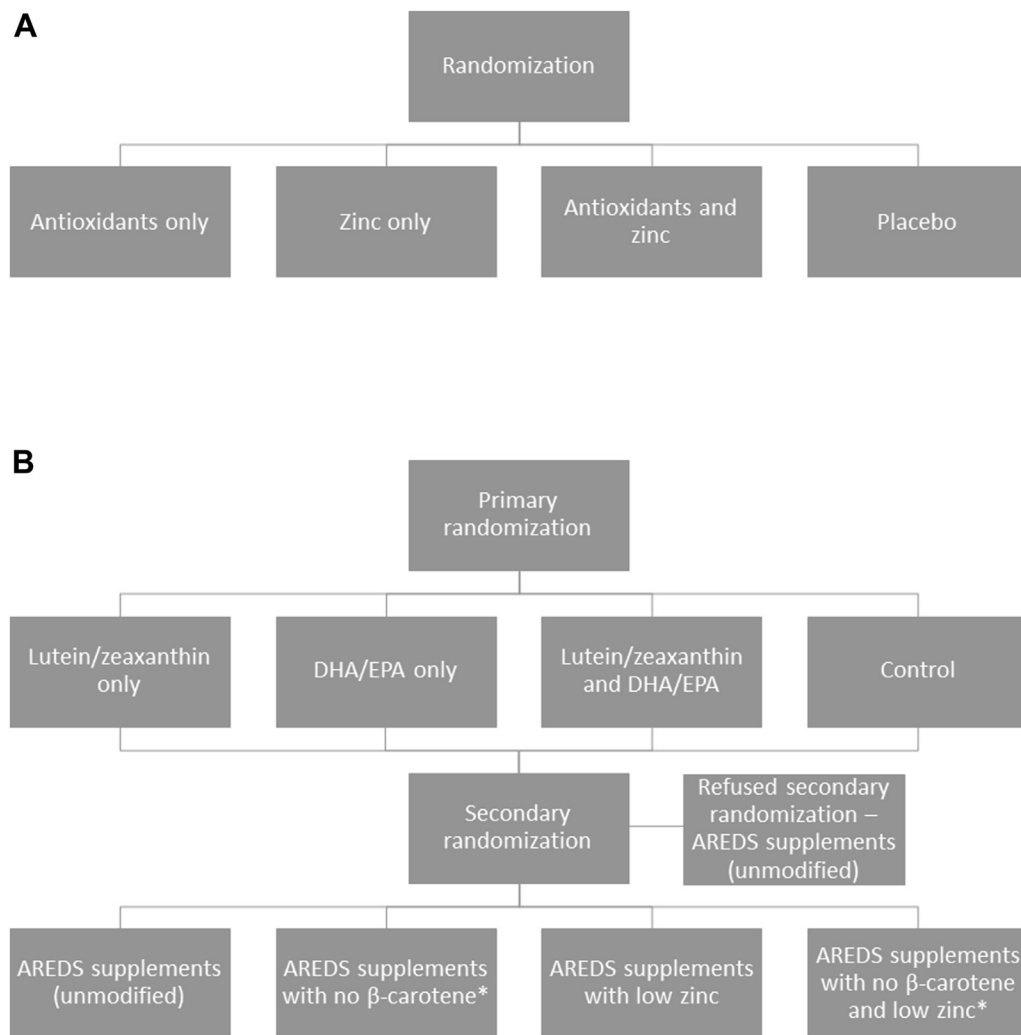 A
Randomization
Antioxidants only
Zinc only
Antioxidants and
zinc
Placebo
B
Primary
randomization
Lutein/zeaxanthin
only
DHA/EPA only
Lutein/zeaxanthin
and DHA/EPA
Control
Secondary
randomization
Refused secondary
randomization –
AREDS supplements
(unmodified)
AREDS supplements
(unmodified)
AREDS supplements
with no β-carotene*
AREDS supplements
with low zinc
AREDS supplements
with no β-carotene
and low zinc*